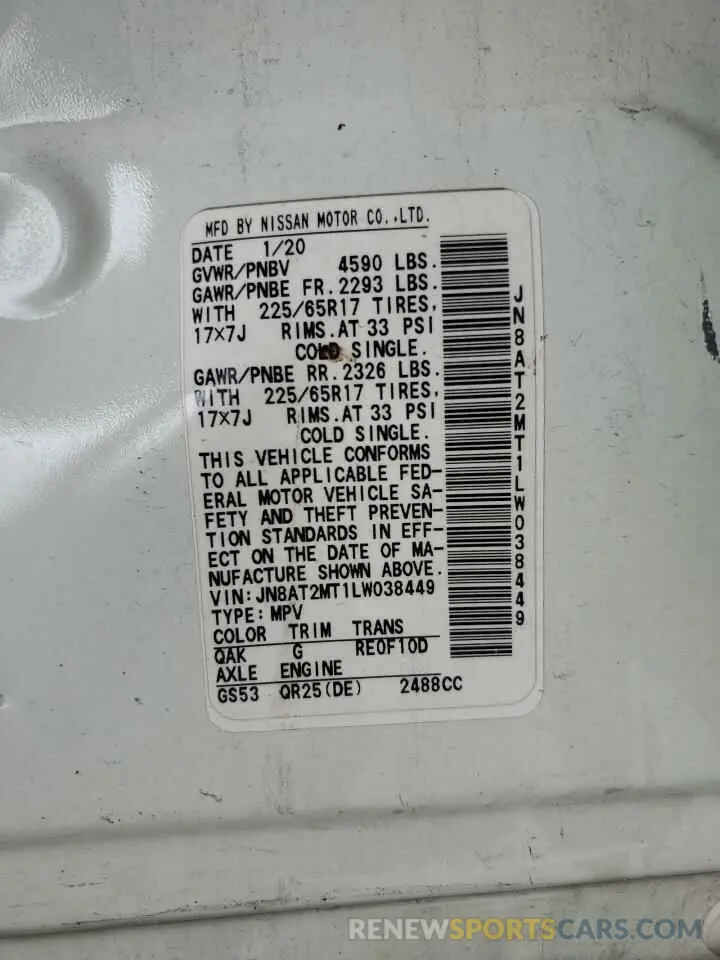 MFD BY NISSAN MOTOR CO.,LTD.
DATE 1/20
GVWR/PNBV 4590 LBS.
GAWR/PNBE FR. 2293 LBS.
WITH 225/65R17 TIRES,
17×7J RIMS. AT 33 PSI
COLD SINGLE.
GAWR/PNBE RR. 2326 LBS.
WITH 225/65R17 TIRES,
17×7J RIMS. AT 33 PSI
COLD SINGLE.
THIS VEHICLE CONFORMS
TO ALL APPLICABLE FED-
ERAL MOTOR VEHICLE SA-
FETY AND THEFT PREVEN-
TION STANDARDS IN EFF-
ECT ON THE DATE OF MA-
NUFACTURE SHOWN ABOVE.
VIN:JN8AT2MT1LW038449
TYPE:MPV
COLOR TRIM TRANS
QAK G RE0F10D
AXLE ENGINE
GS53 QR25(DE) 2488CC
JN8AT2MT1LW038449
RENEWSPORTSCARS.COM